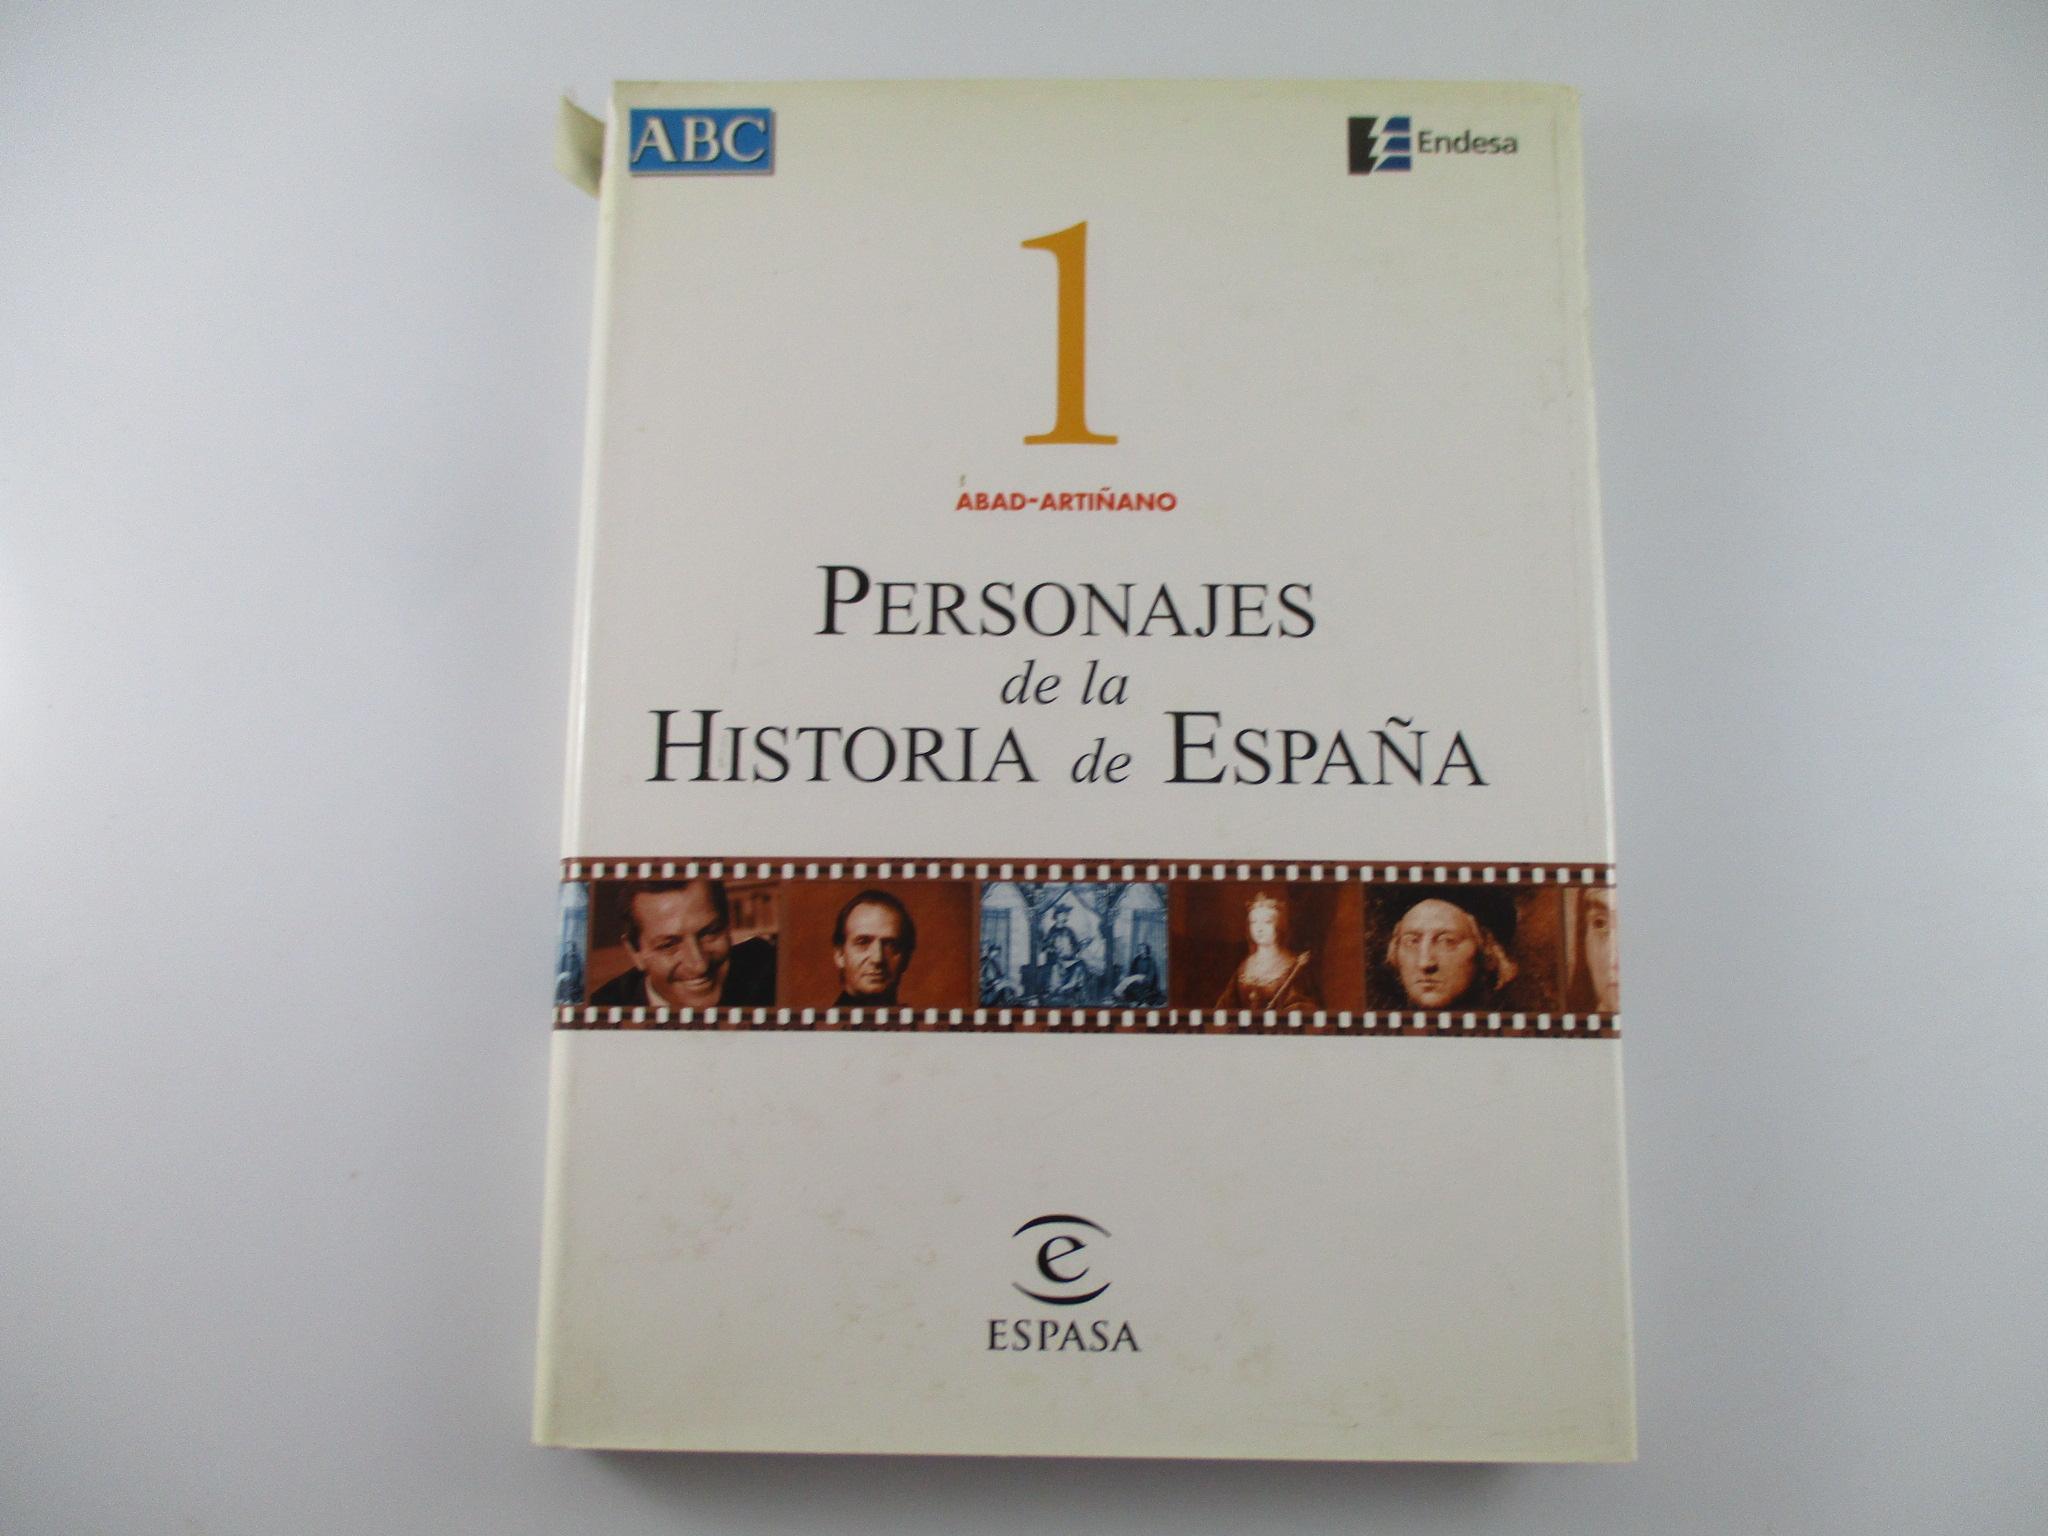 ABC
Endesa
1
ABAD-ARTIÑANO
PERSONAJES
de la
HISTORIA de ESPAÑA
e
ESPASA